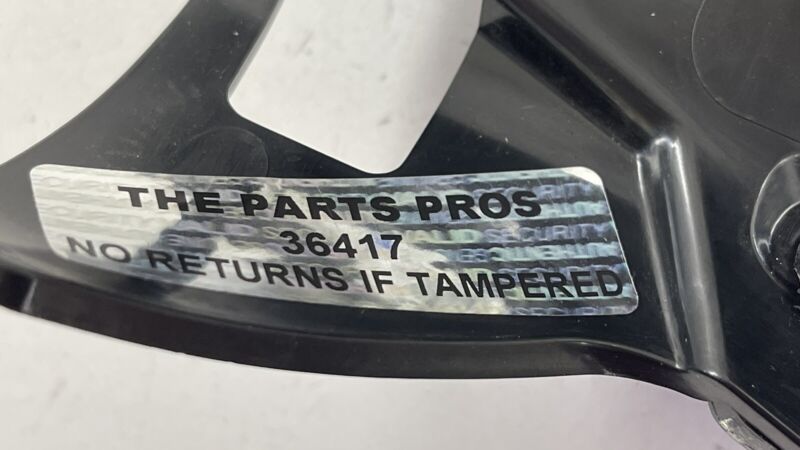 THE PARTS PROS
36417
NO RETURNS IF TAMPERED